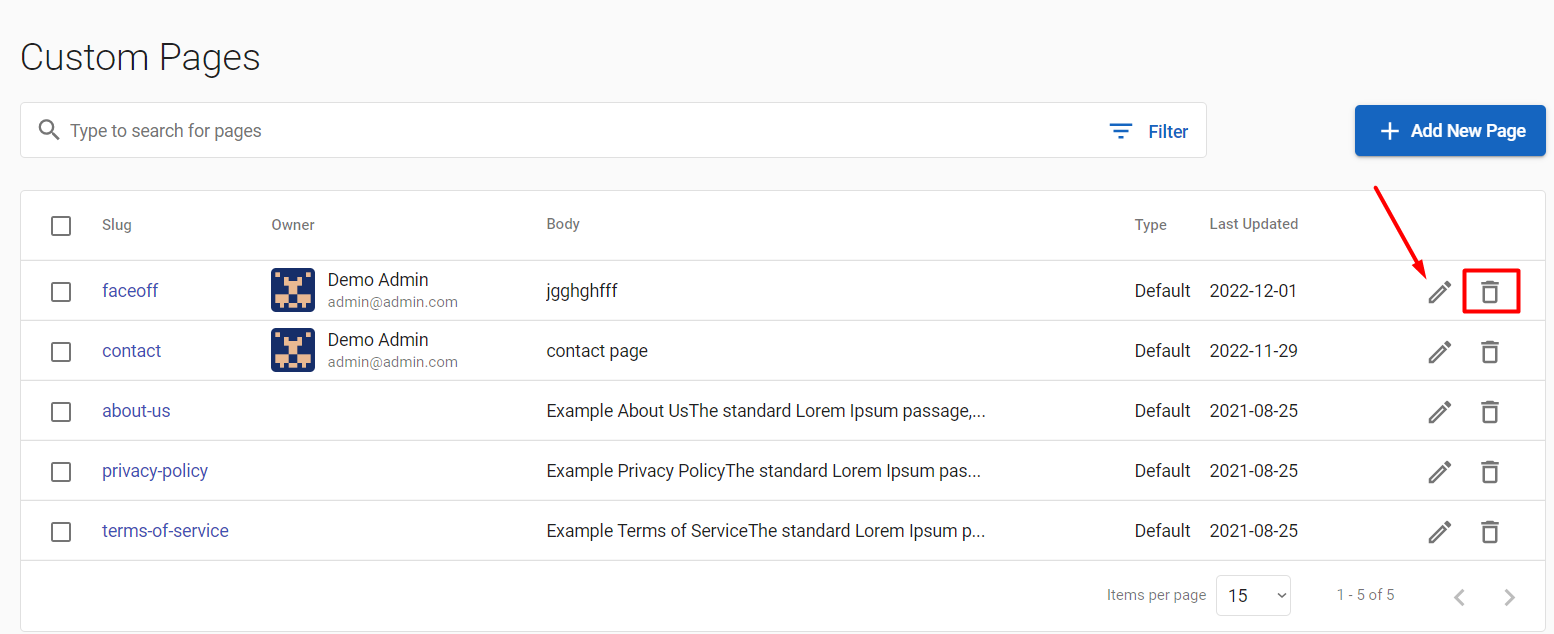 Custom Pages
Type to search for pages Filter Add New Page
Slug Owner Body Type Last Updated
faceoff Demo Admin admin@admin.com jgghghfff Default 2022-12-01
contact Demo Admin admin@admin.com contact page Default 2022-11-29
about-us Example About UsThe standard Lorem Ipsum passage,... Default 2021-08-25
privacy-policy Example Privacy PolicyThe standard Lorem Ipsum pas... Default 2021-08-25
terms-of-service Example Terms of ServiceThe standard Lorem Ipsum p... Default 2021-08-25
Items per page 15 1 - 5 of 5